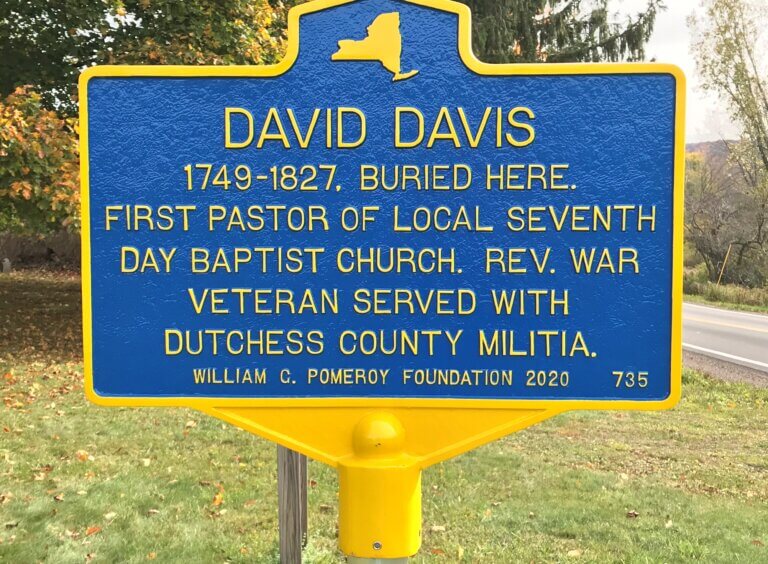 DAVID DAVIS
1749-1827, BURIED HERE.
FIRST PASTOR OF LOCAL SEVENTH
DAY BAPTIST CHURCH. REV. WAR
VETERAN SERVED WITH
DUTCHESS COUNTY MILITIA.
WILLIAM G. POMEROY FOUNDATION 2020 735